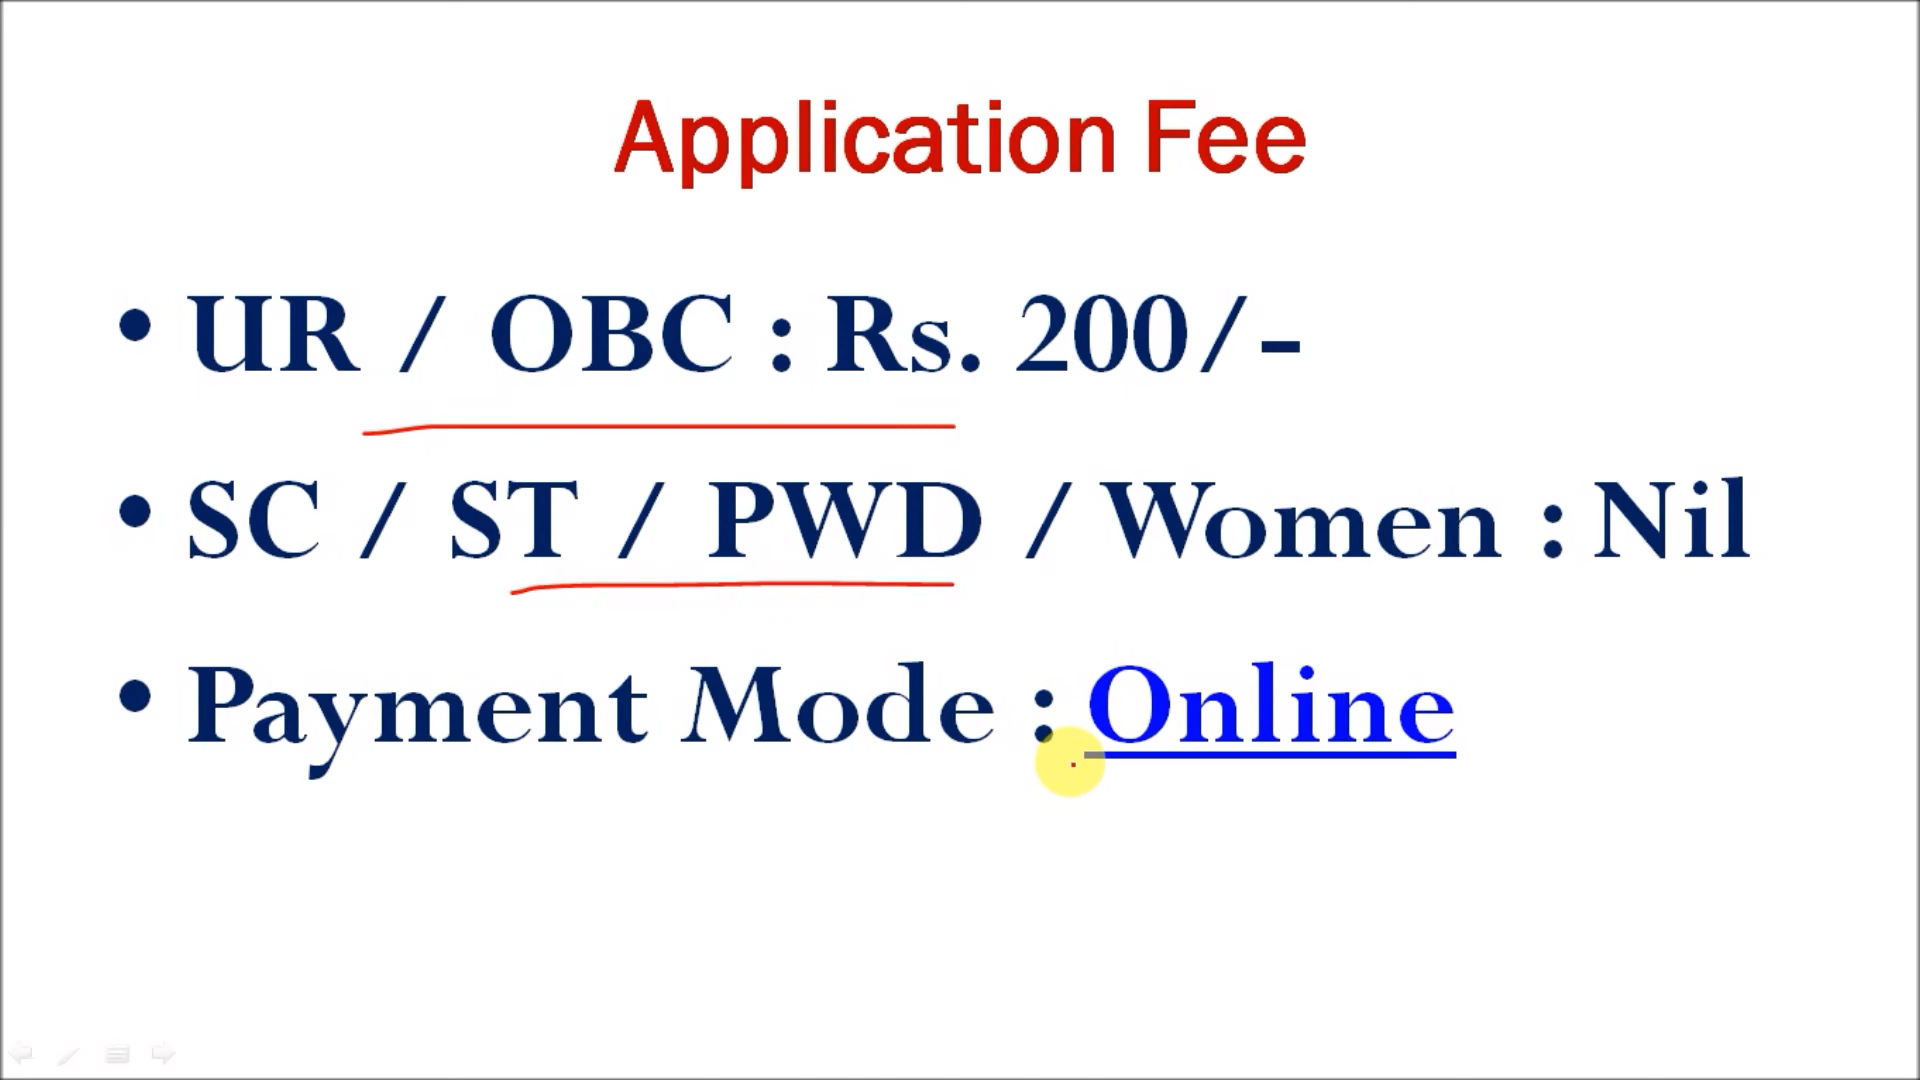 Application Fee
• UR / OBC : Rs. 200/-
• SC / ST / PWD / Women : Nil
• Payment Mode : Online